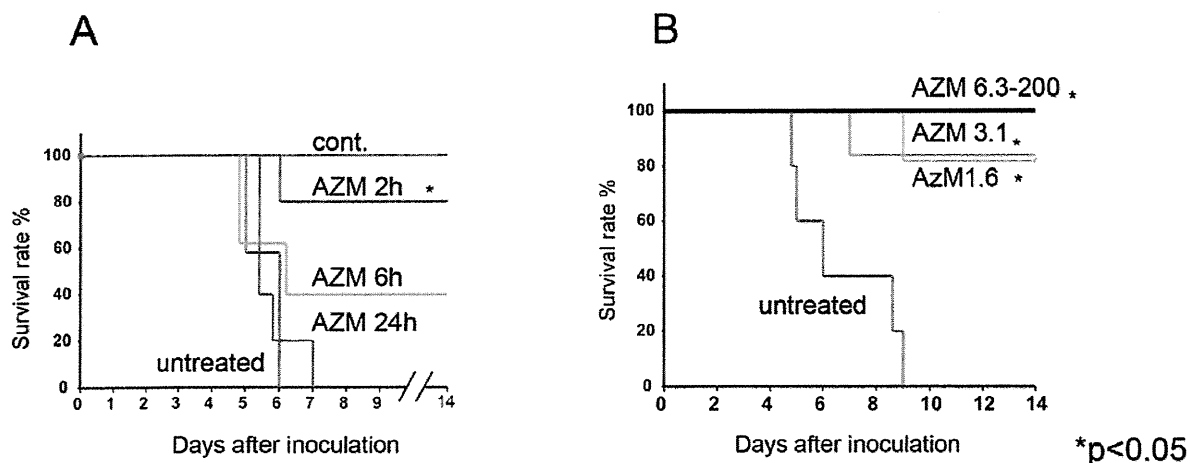 A
cont.
100
AZM 2h *
80
60
AZM 6h
40
AZM 24h
20
untreated
0
0 1 2 3 4 5 6 7 8 9 14
Survival rate %
Days after inoculation
B
AZM 6.3-200 *
100
AZM 3.1 *
80
AzM1.6 *
60
40
untreated
20
0
0 2 4 6 8 10 12 14
Survival rate %
Days after inoculation
*p<0.05